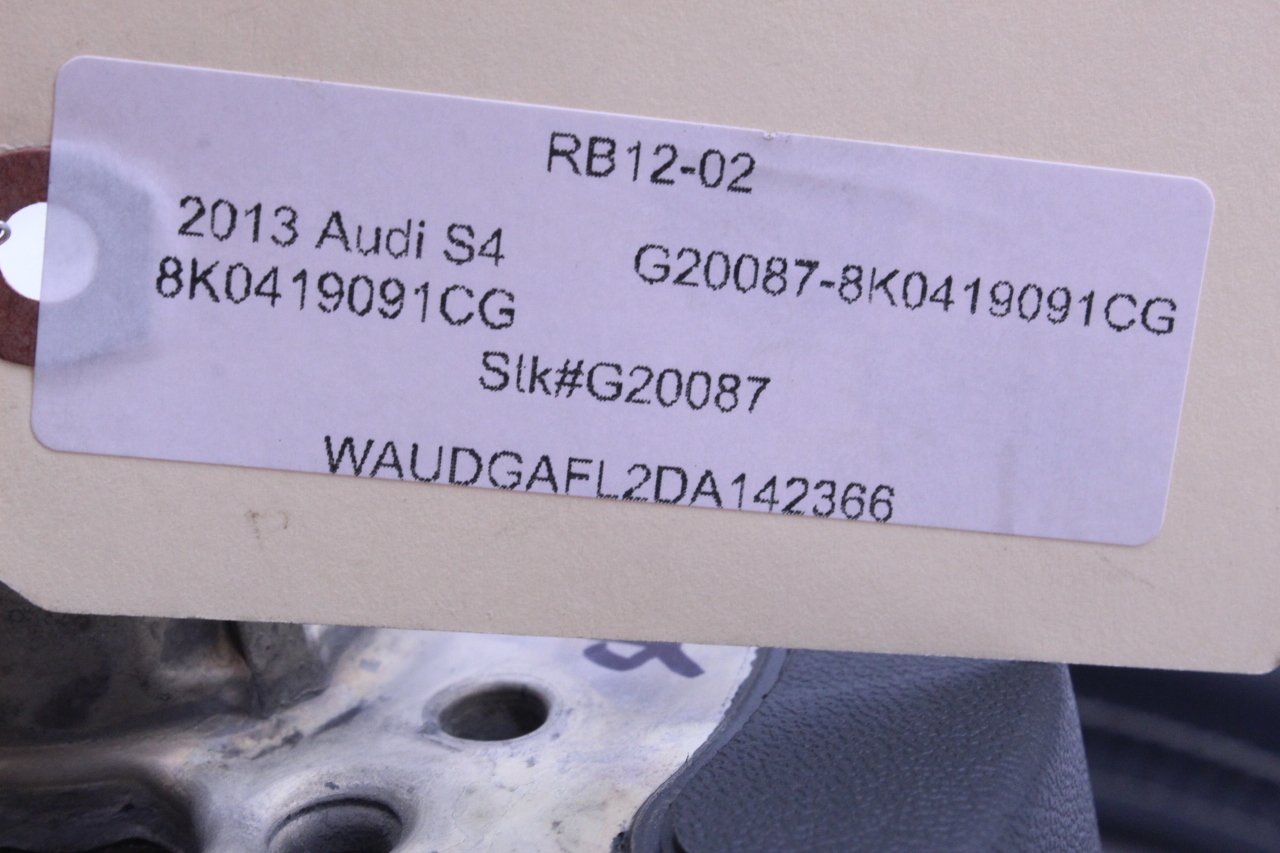 RB12-02
2013 Audi S4
8K0419091CG
G20087-8K0419091CG
Stk#G20087
WAUDGAFL2DA142366